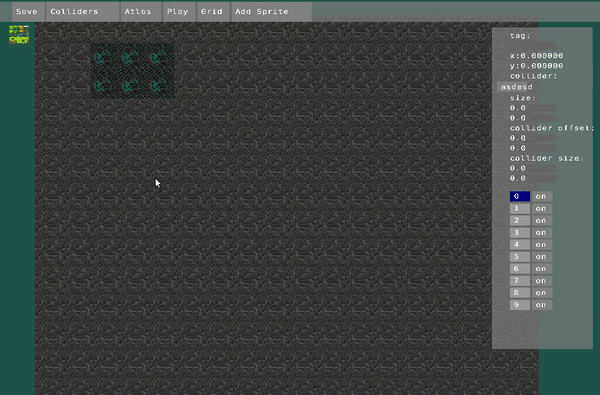 Save Colliders Atlas Play Grid Add Sprite
tag:
x:0.000000
y:0.000000
collider:
asdasd
size:
0.0
0.0
collider offset:
0.0
0.0
collider size:
0.0
0.0
0 on
1 on
2 on
3 on
4 on
5 on
6 on
7 on
8 on
9 on